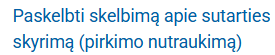 Paskelbti skelbimą apie sutarties
skyrimą (pirkimo nutraukimą)